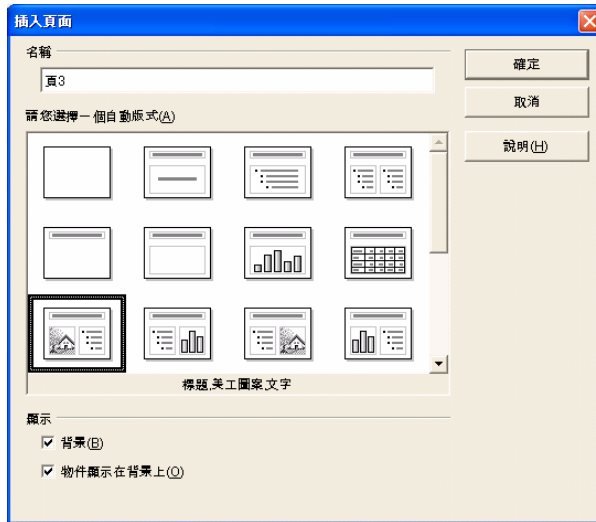 插入頁面
名稱
頁3
請您選擇一個自動版式(A)
標題,美工圖案,文字
顯示
背景(B)
物件顯示在背景上(O)
確定
取消
說明(H)